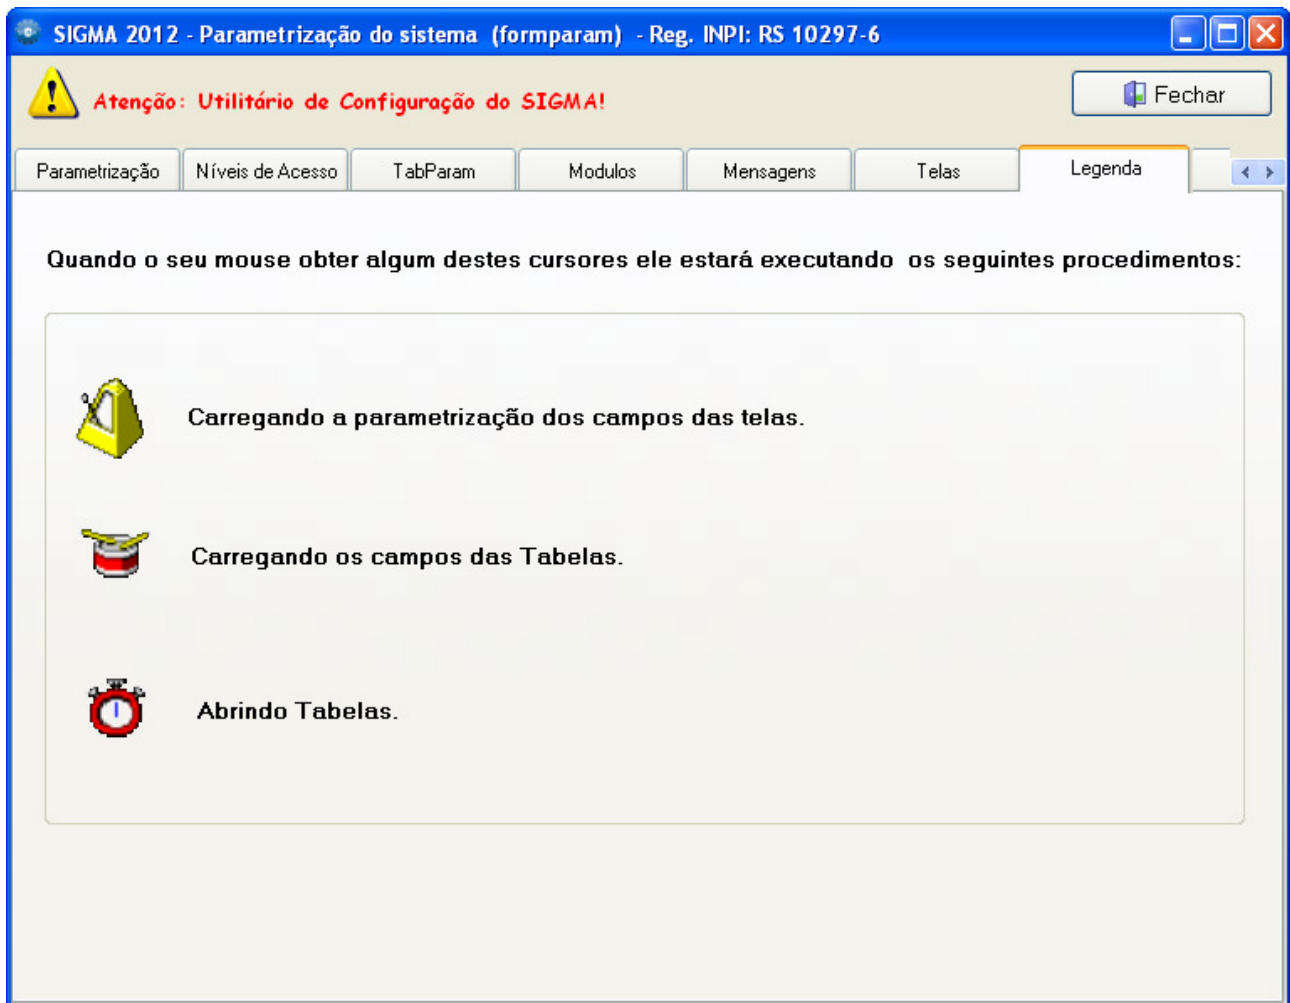 SIGMA 2012 - Parametrização do sistema (formparam) - Reg. INPI: RS 10297-6
Atenção: Utilitário de Configuração do SIGMA!
Fechar
Parametrização Níveis de Acesso TabParam Modulos Mensagens Telas Legenda
Quando o seu mouse obter algum destes cursores ele estará executando os seguintes procedimentos:
Carregando a parametrização dos campos das telas.
Carregando os campos das Tabelas.
Abrindo Tabelas.